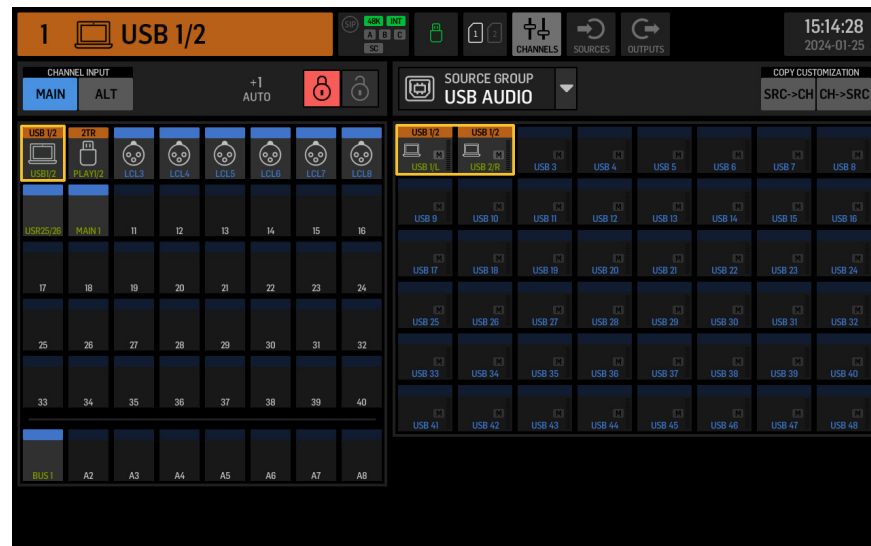 1 USB 1/2
SIP 48K INT
A B C
SC
1 2
CHANNELS SOURCES OUTPUTS
15:14:28
2024-01-25
CHANNEL INPUT
MAIN ALT
+1
AUTO
SOURCE GROUP
USB AUDIO
COPY CUSTOMIZATION
SRC->CH CH->SRC
USB 1/2 2TR
USB1/2 PLAY1/2 LCL3 LCL4 LCL5 LCL6 LCL7 LCL8
USR25/26 MAIN 1 11 12 13 14 15 16
17 18 19 20 21 22 23 24
25 26 27 28 29 30 31 32
33 34 35 36 37 38 39 40
BUS 1 A2 A3 A4 A5 A6 A7 A8
USB 1/2 USB 1/2
M M M M M M M M
USB 1/L USB 2/R USB 3 USB 4 USB 5 USB 6 USB 7 USB 8
M M M M M M M M
USB 9 USB 10 USB 11 USB 12 USB 13 USB 14 USB 15 USB 16
M M M M M M M M
USB 17 USB 18 USB 19 USB 20 USB 21 USB 22 USB 23 USB 24
M M M M M M M M
USB 25 USB 26 USB 27 USB 28 USB 29 USB 30 USB 31 USB 32
M M M M M M M M
USB 33 USB 34 USB 35 USB 36 USB 37 USB 38 USB 39 USB 40
M M M M M M M M
USB 41 USB 42 USB 43 USB 44 USB 45 USB 46 USB 47 USB 48